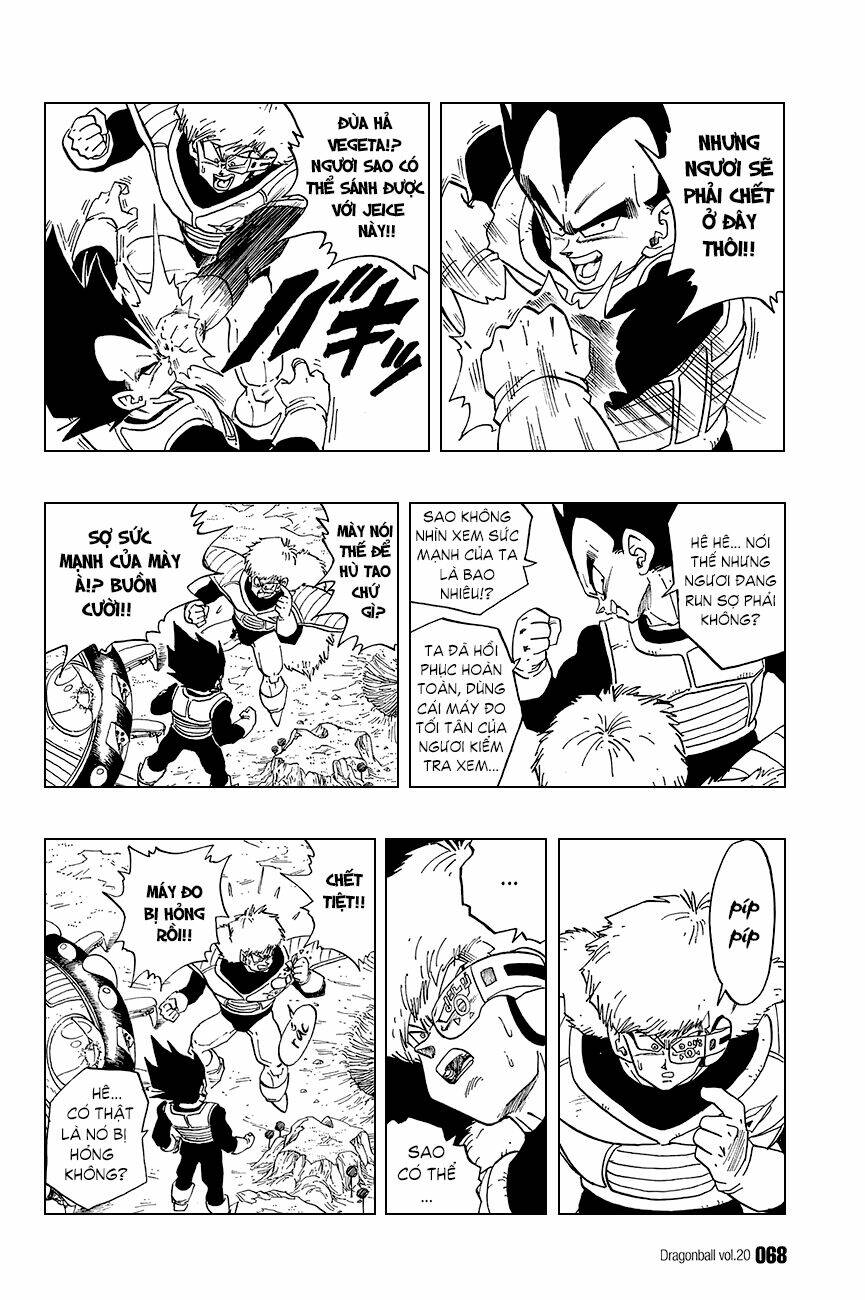 NHƯNG
NGƯƠI SẼ
PHẢI CHẾT
Ở ĐÂY
THÔI!!
ĐÙA HẢ
VEGETA!?
NGƯƠI SAO CÓ
THỂ SÁNH ĐƯỢC
VỚI JEICE
NÀY!!
バキッ
HÊ HÊ... NÓI
THẾ NHƯNG
NGƯƠI ĐANG
RUN SỢ PHẢI
KHÔNG?
SAO KHÔNG
NHÌN XEM SỨC
MẠNH CỦA TA
LÀ BAO
NHIÊU!?
TA ĐÃ HỒI
PHỤC HOÀN
TOÀN, DÙNG
CÁI MÁY ĐO
TỐI TÂN CỦA
NGƯƠI KIỂM
TRA XEM...
MÀY NÓI
THẾ ĐỂ
HÙ TAO
CHỨ
GÌ?
SỢ SỨC
MẠNH CỦA MÀY
À!? BUỒN
CƯỜI!!
píp
píp
...
SAO
CÓ THỂ
...
CHẾT
TIỆT!!
MÁY ĐO
BỊ HỎNG
RỒI!!
rắc
HÊ...
CÓ THẬT
LÀ NÓ BỊ
HỎNG
KHÔNG?
Dragonball vol.20 068